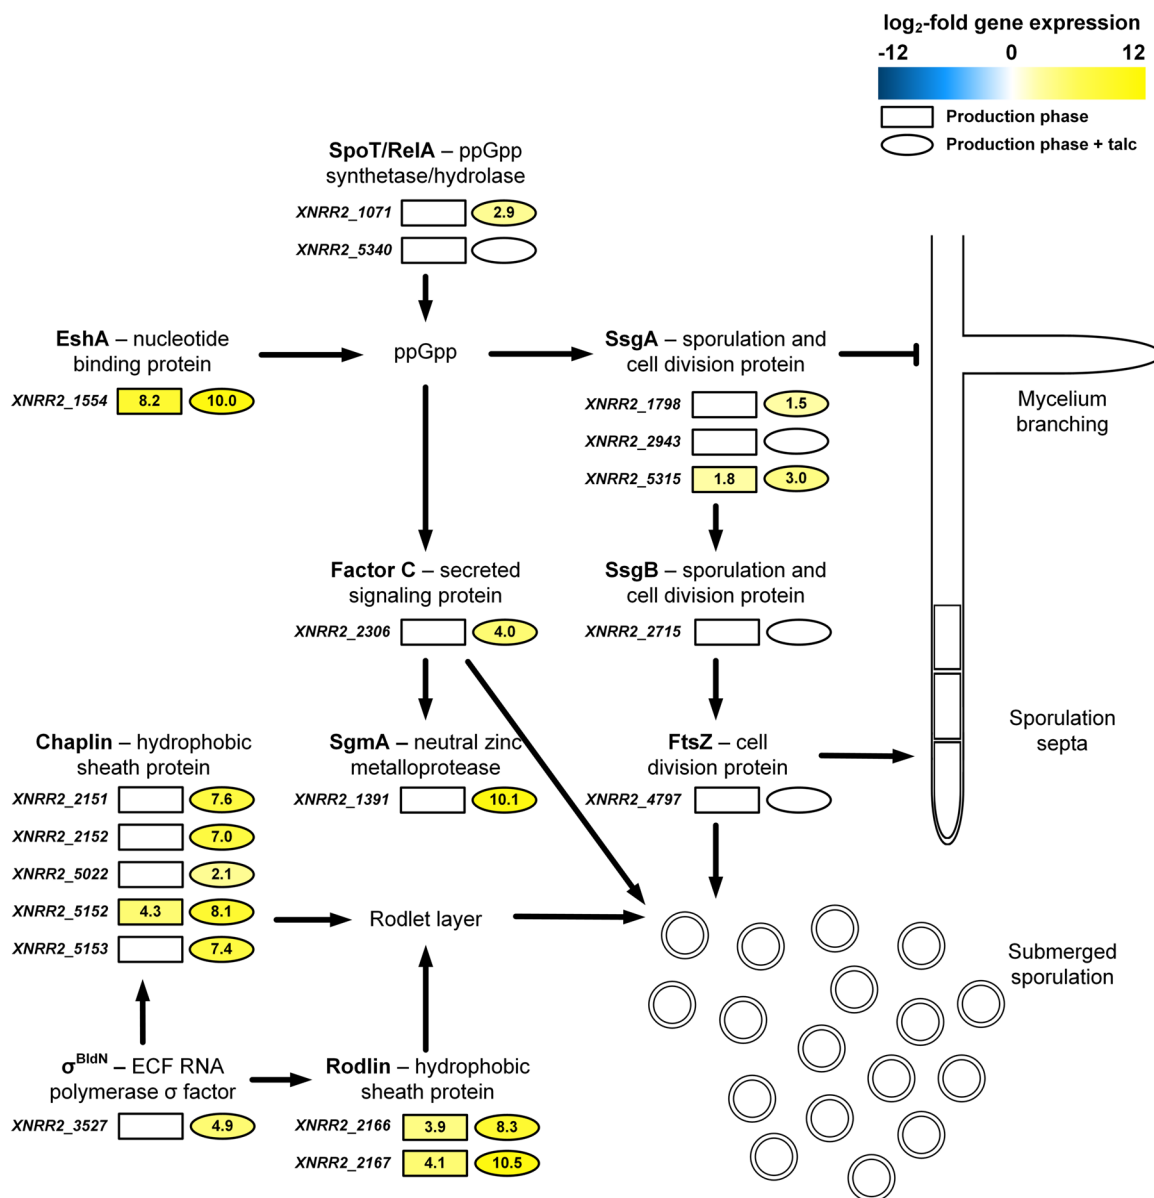 log₂-fold gene expression
-12 0 12
Production phase
Production phase + talc
SpoT/RelA – ppGpp
synthetase/hydrolase
XNRR2_1071 2.9
XNRR2_5340
EshA – nucleotide
binding protein
XNRR2_1554 8.2 10.0
ppGpp
SsgA – sporulation and
cell division protein
XNRR2_1798 1.5
XNRR2_2943
XNRR2_5315 1.8 3.0
Mycelium
branching
Factor C – secreted
signaling protein
XNRR2_2306 4.0
SsgB – sporulation and
cell division protein
XNRR2_2715
Chaplin – hydrophobic
sheath protein
XNRR2_2151 7.6
XNRR2_2152 7.0
XNRR2_5022 2.1
XNRR2_5152 4.3 8.1
XNRR2_5153 7.4
SgmA – neutral zinc
metalloprotease
XNRR2_1391 10.1
FtsZ – cell
division protein
XNRR2_4797
Sporulation
septa
Rodlet layer
Submerged
sporulation
σᴮˡᵈᴺ – ECF RNA
polymerase σ factor
XNRR2_3527 4.9
Rodlin – hydrophobic
sheath protein
XNRR2_2166 3.9 8.3
XNRR2_2167 4.1 10.5